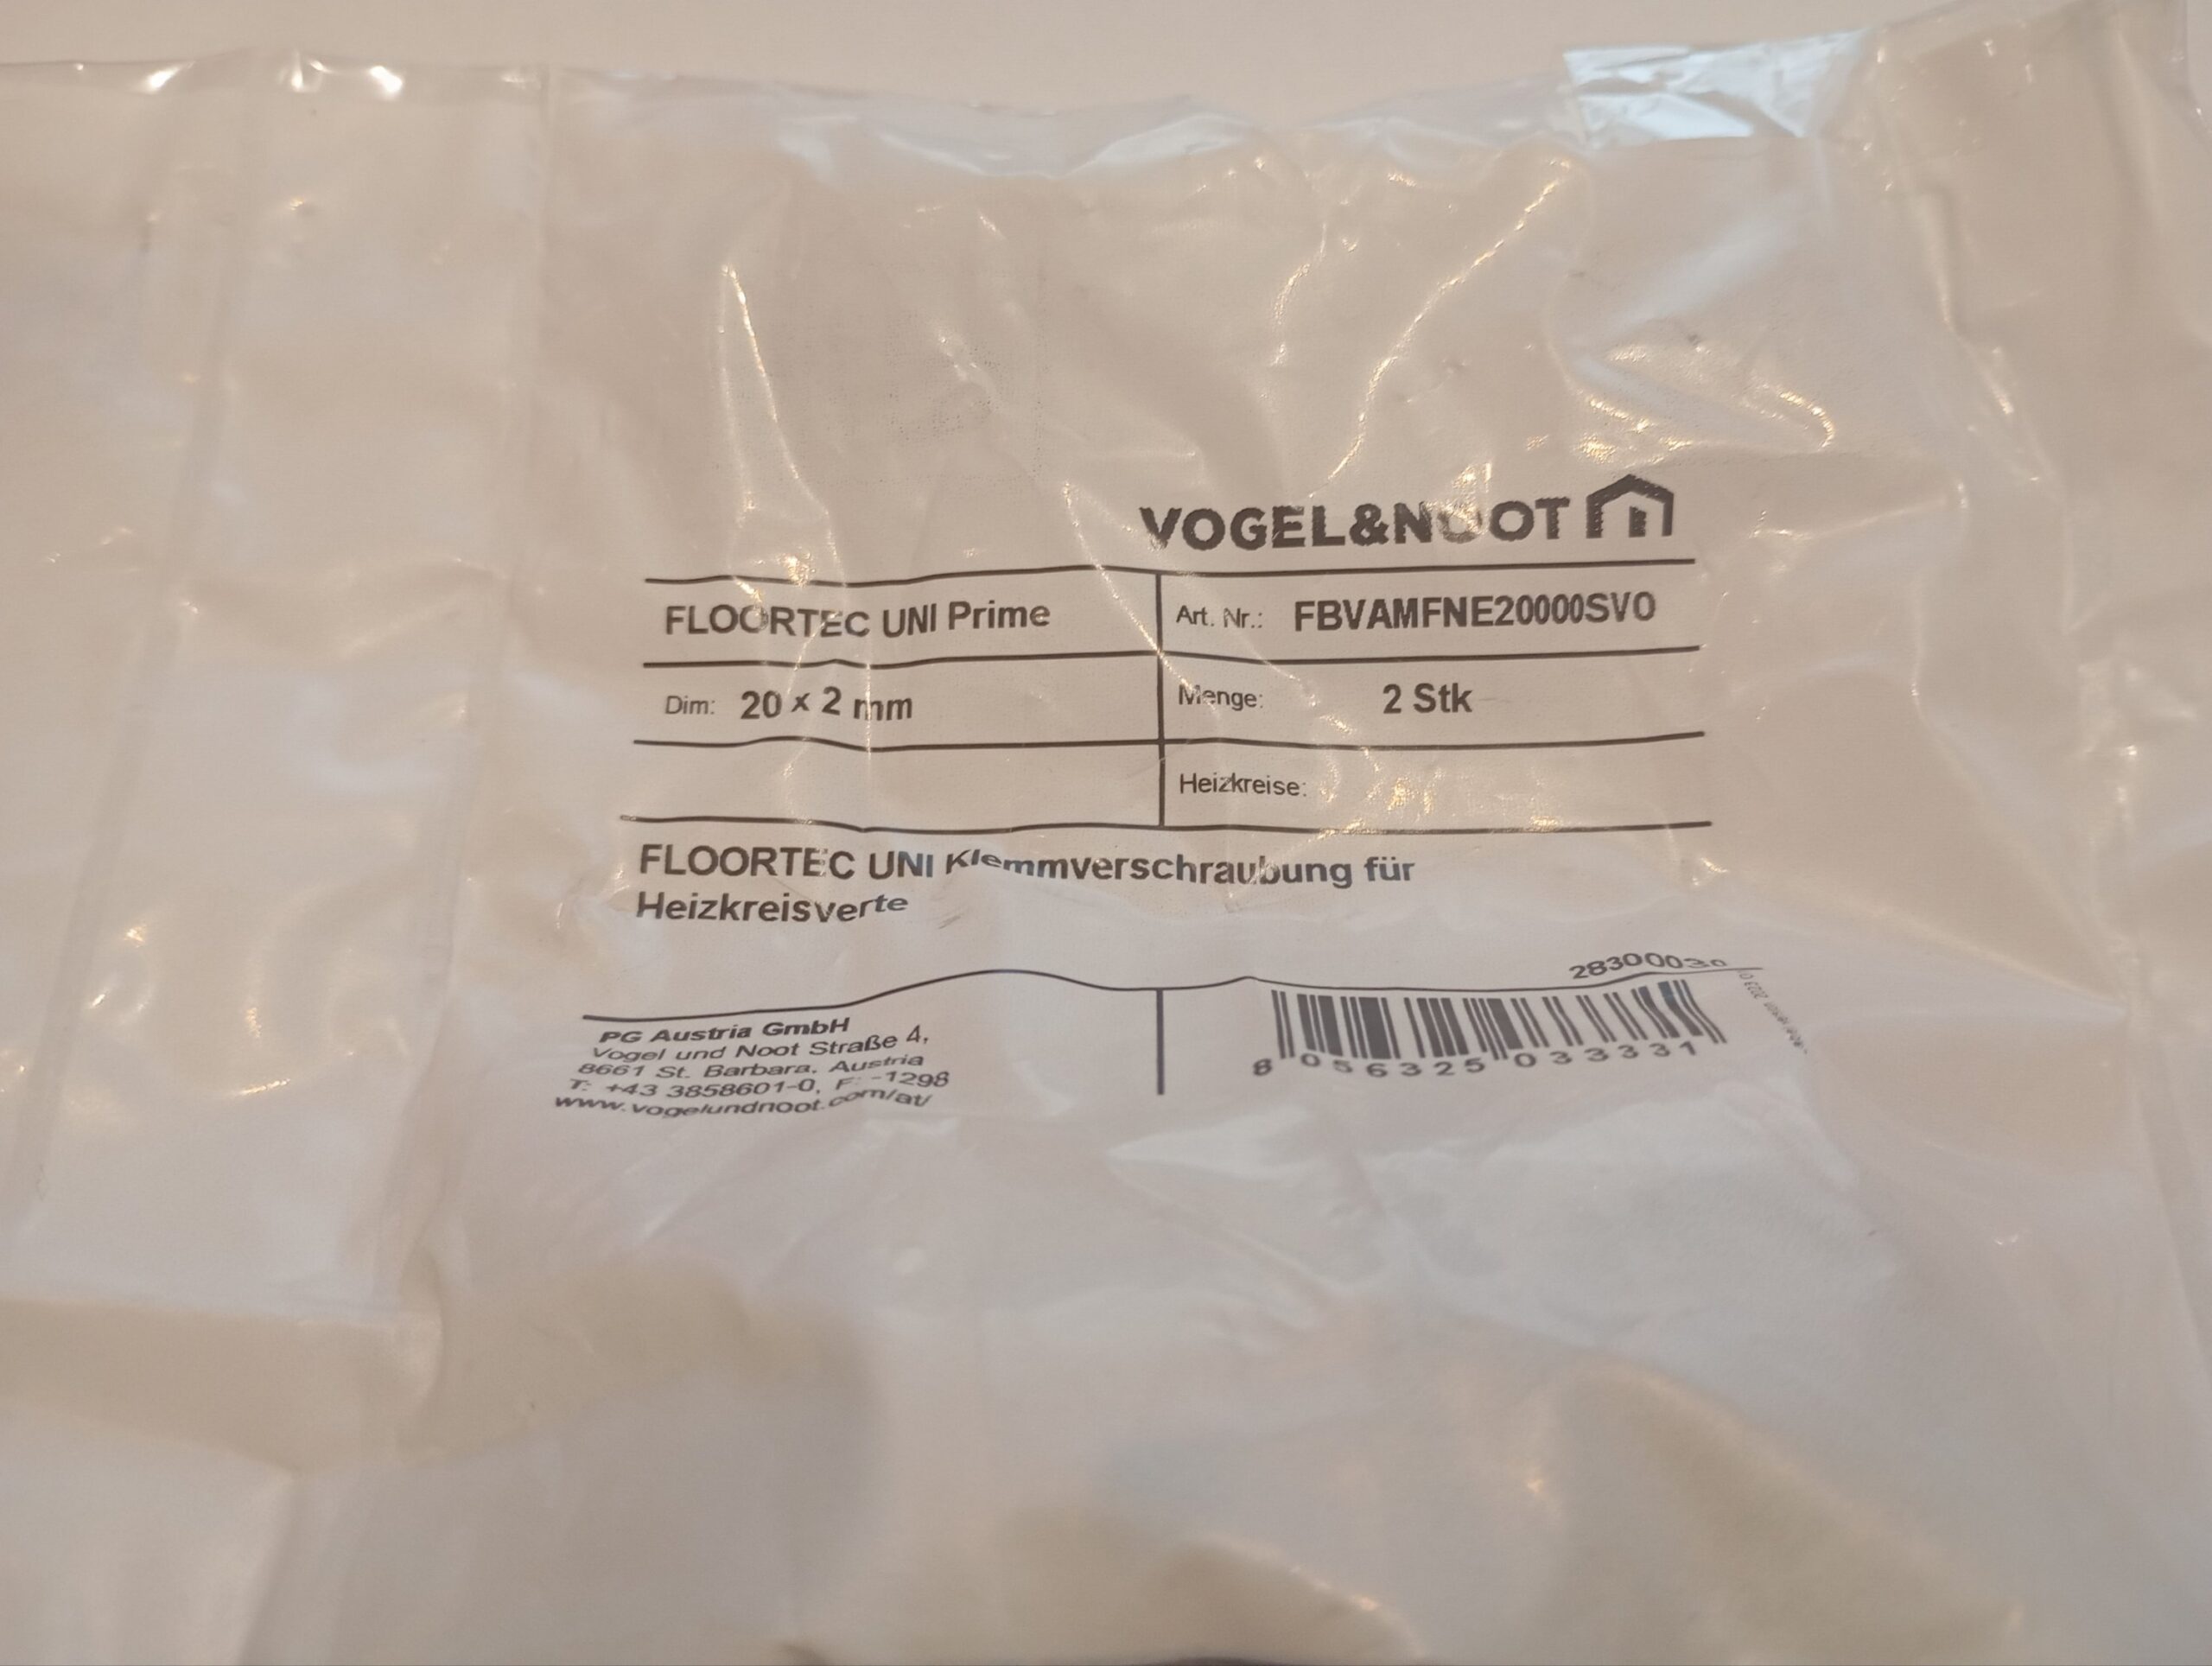 VOGEL&NOOT
FLOORTEC UNI Prime
Art. Nr.: FBVAMFNE20000SV0
Dim: 20 x 2 mm
Menge: 2 Stk
Heizkreise:
FLOORTEC UNI Klemmverschraubung für
Heizkreisverte
PG Austria GmbH
Vogel und Noot Straße 4,
8661 St. Barbara, Austria
T: +43 3858601-0, F: -1298
www.vogelundnoot.com/at/
8 056325 033331